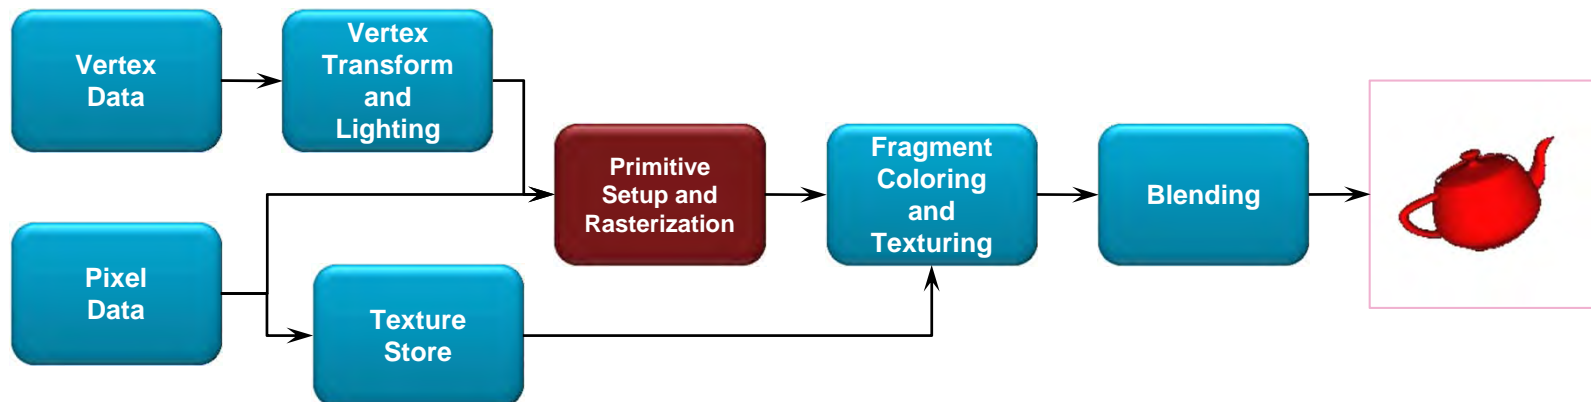 Vertex
Data
Vertex
Transform
and
Lighting
Primitive
Setup and
Rasterization
Fragment
Coloring
and
Texturing
Blending
Pixel
Data
Texture
Store